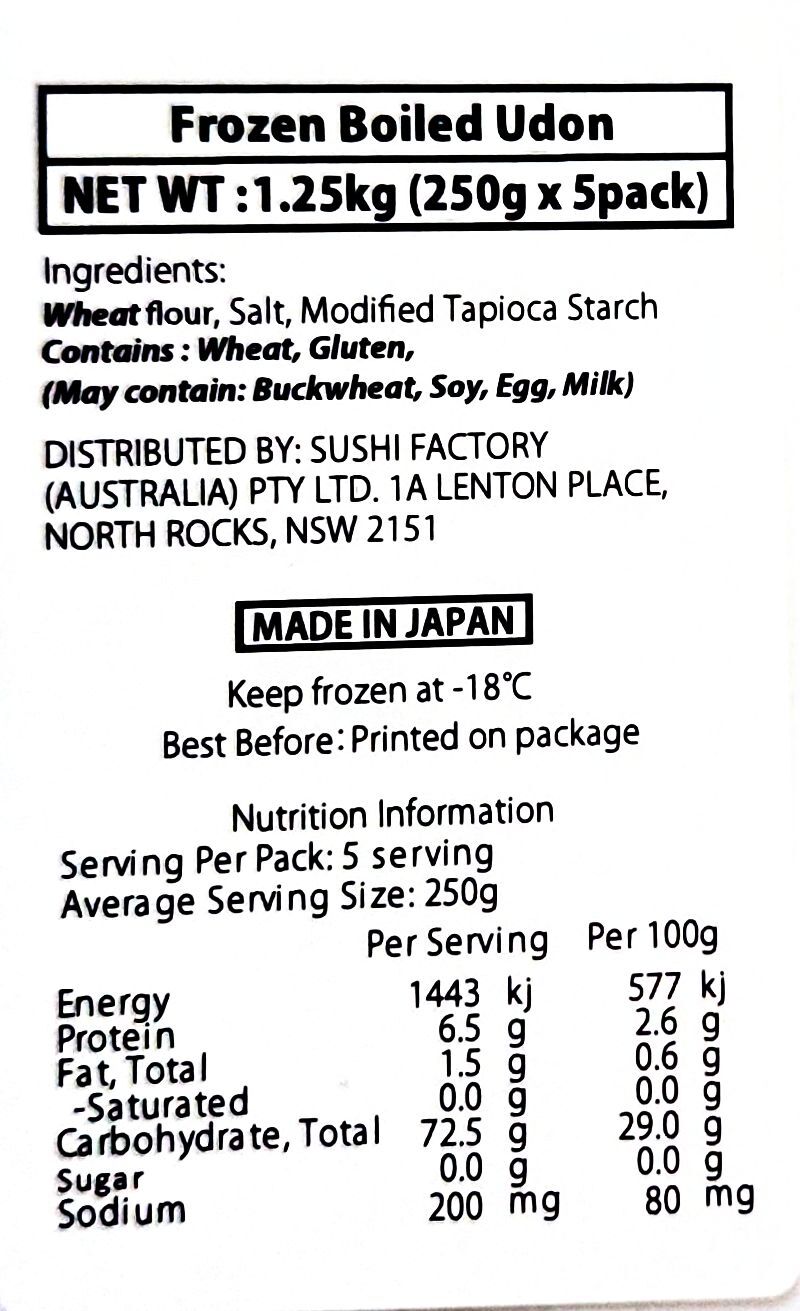 Frozen Boiled Udon
NET WT :1.25kg (250g x 5pack)
Ingredients:
Wheat flour, Salt, Modified Tapioca Starch
Contains : Wheat, Gluten,
(May contain: Buckwheat, Soy, Egg, Milk)
DISTRIBUTED BY: SUSHI FACTORY
(AUSTRALIA) PTY LTD. 1A LENTON PLACE,
NORTH ROCKS, NSW 2151
MADE IN JAPAN
Keep frozen at -18℃
Best Before: Printed on package
Nutrition Information
Serving Per Pack: 5 serving
Average Serving Size: 250g
Per Serving Per 100g
Energy 1443 kj 577 kj
Protein 6.5 g 2.6 g
Fat, Total 1.5 g 0.6 g
-Saturated 0.0 g 0.0 g
Carbohydrate, Total 72.5 g 29.0 g
Sugar 0.0 g 0.0 g
Sodium 200 mg 80 mg